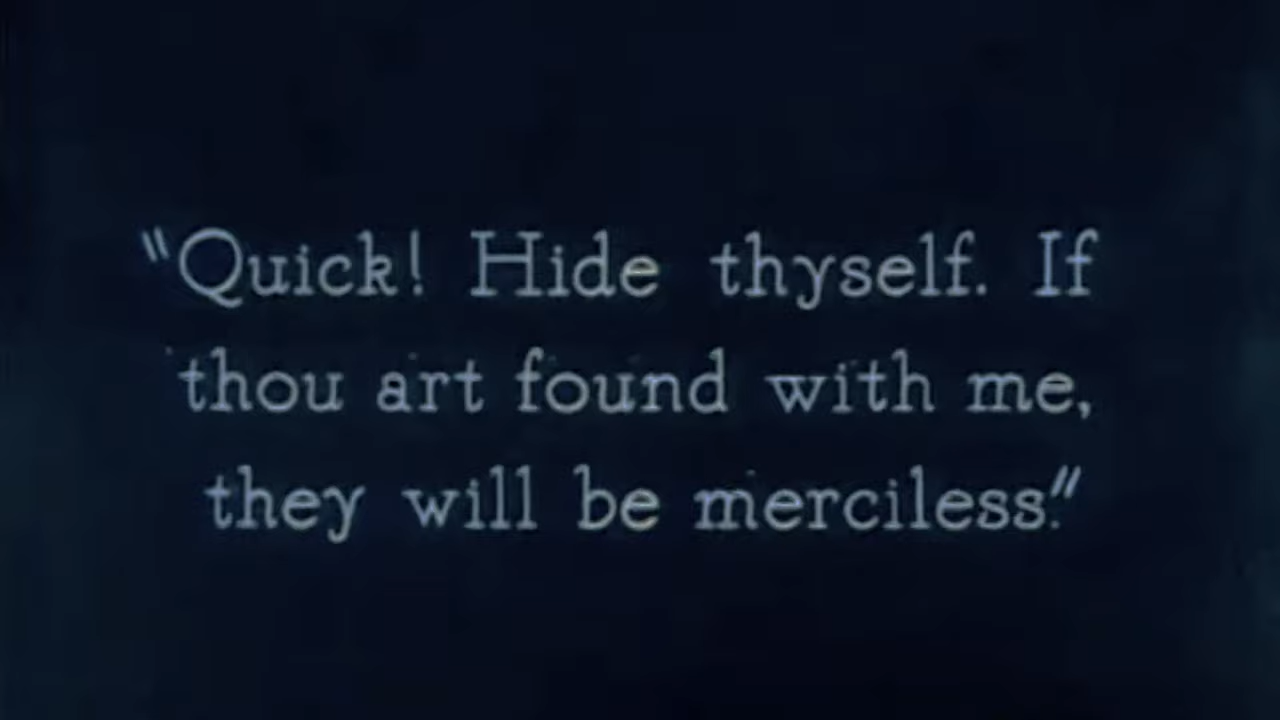 "Quick! Hide thyself. If
thou art found with me,
they will be merciless."